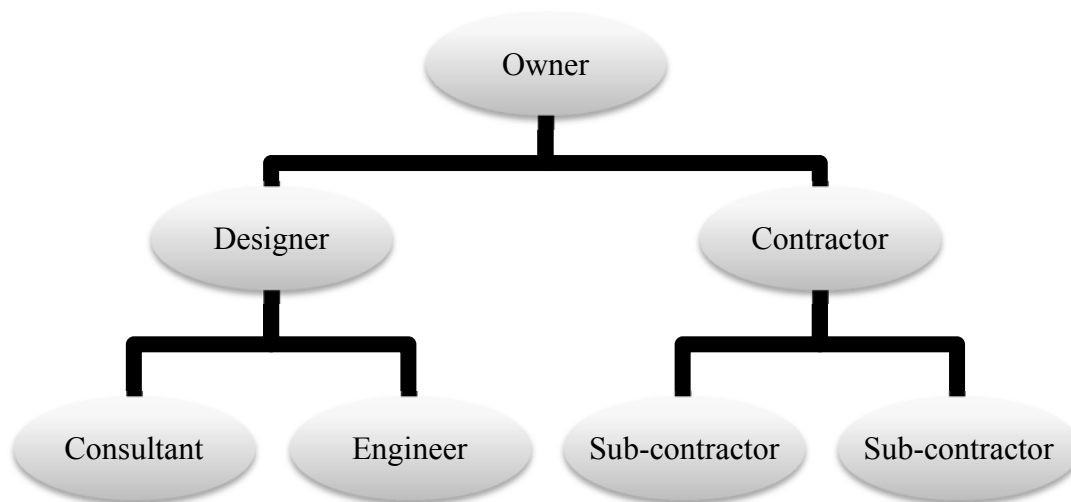 Owner
Designer
Contractor
Consultant
Engineer
Sub-contractor
Sub-contractor